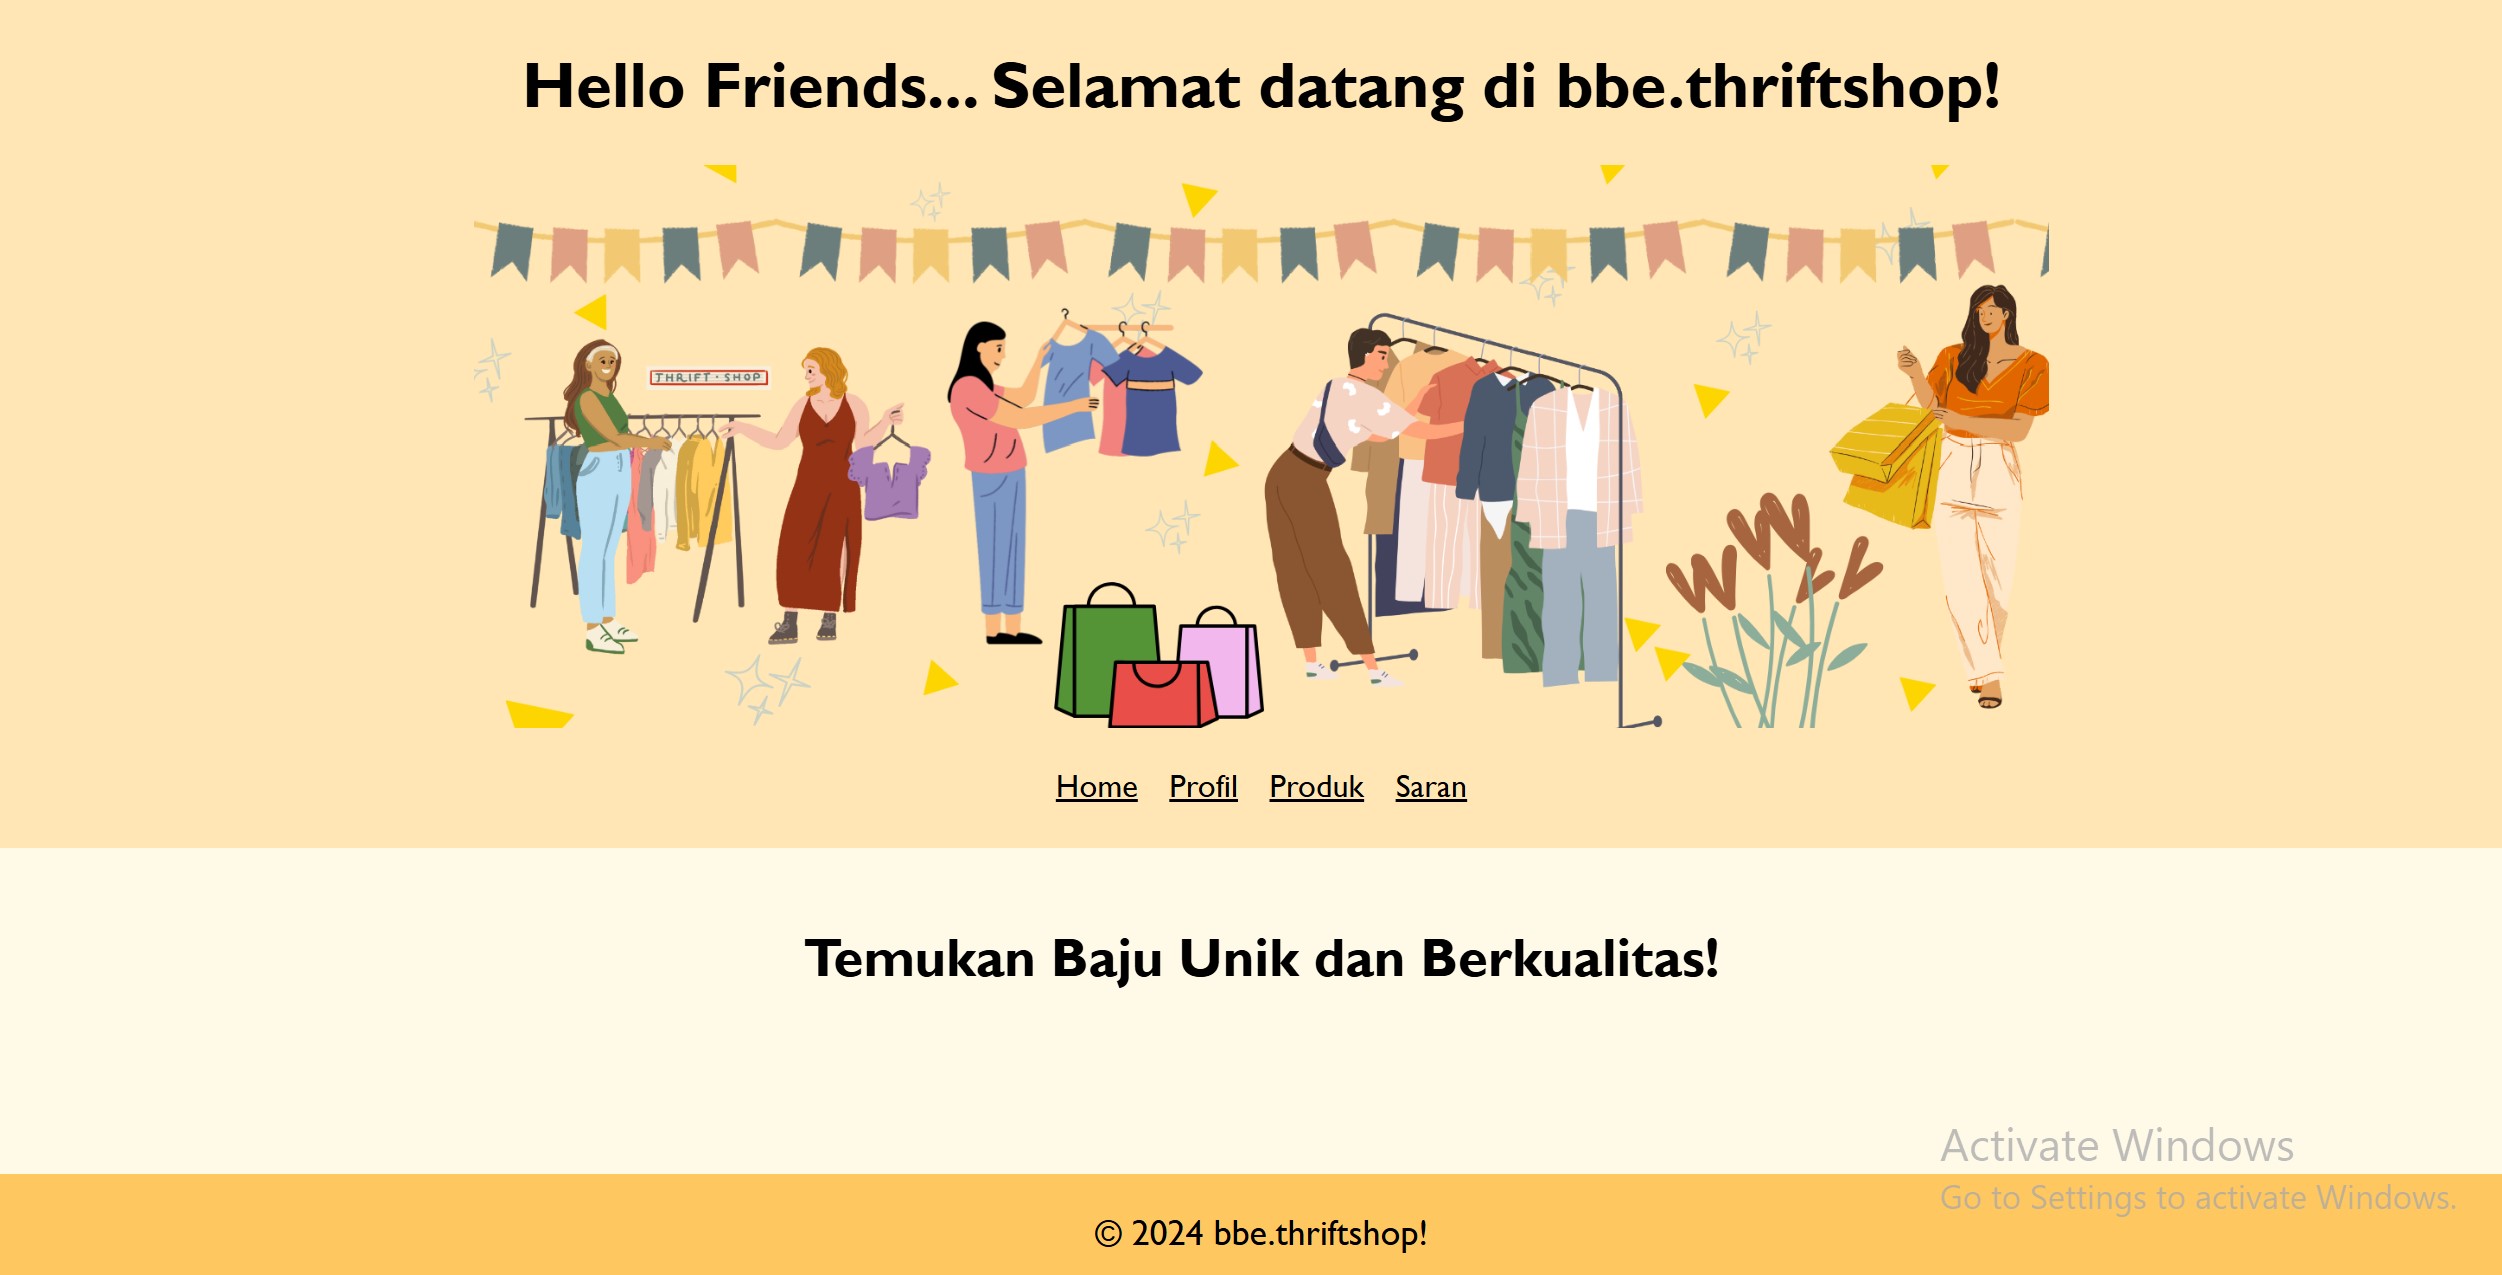 Hello Friends... Selamat datang di bbe.thriftshop!
THRIFT · SHOP
Home Profil Produk Saran
Temukan Baju Unik dan Berkualitas!
Activate Windows
Go to Settings to activate Windows.
© 2024 bbe.thriftshop!